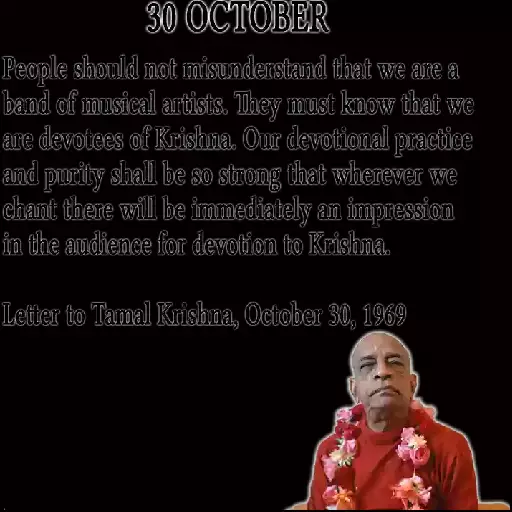 30 OCTOBER
People should not misunderstand that we are a
band of musical artists. They must know that we
are devotees of Krishna. Our devotional practice
and purity shall be so strong that wherever we
chant there will be immediately an impression
in the audience for devotion to Krishna.
Letter to Tamal Krishna, October 30, 1969